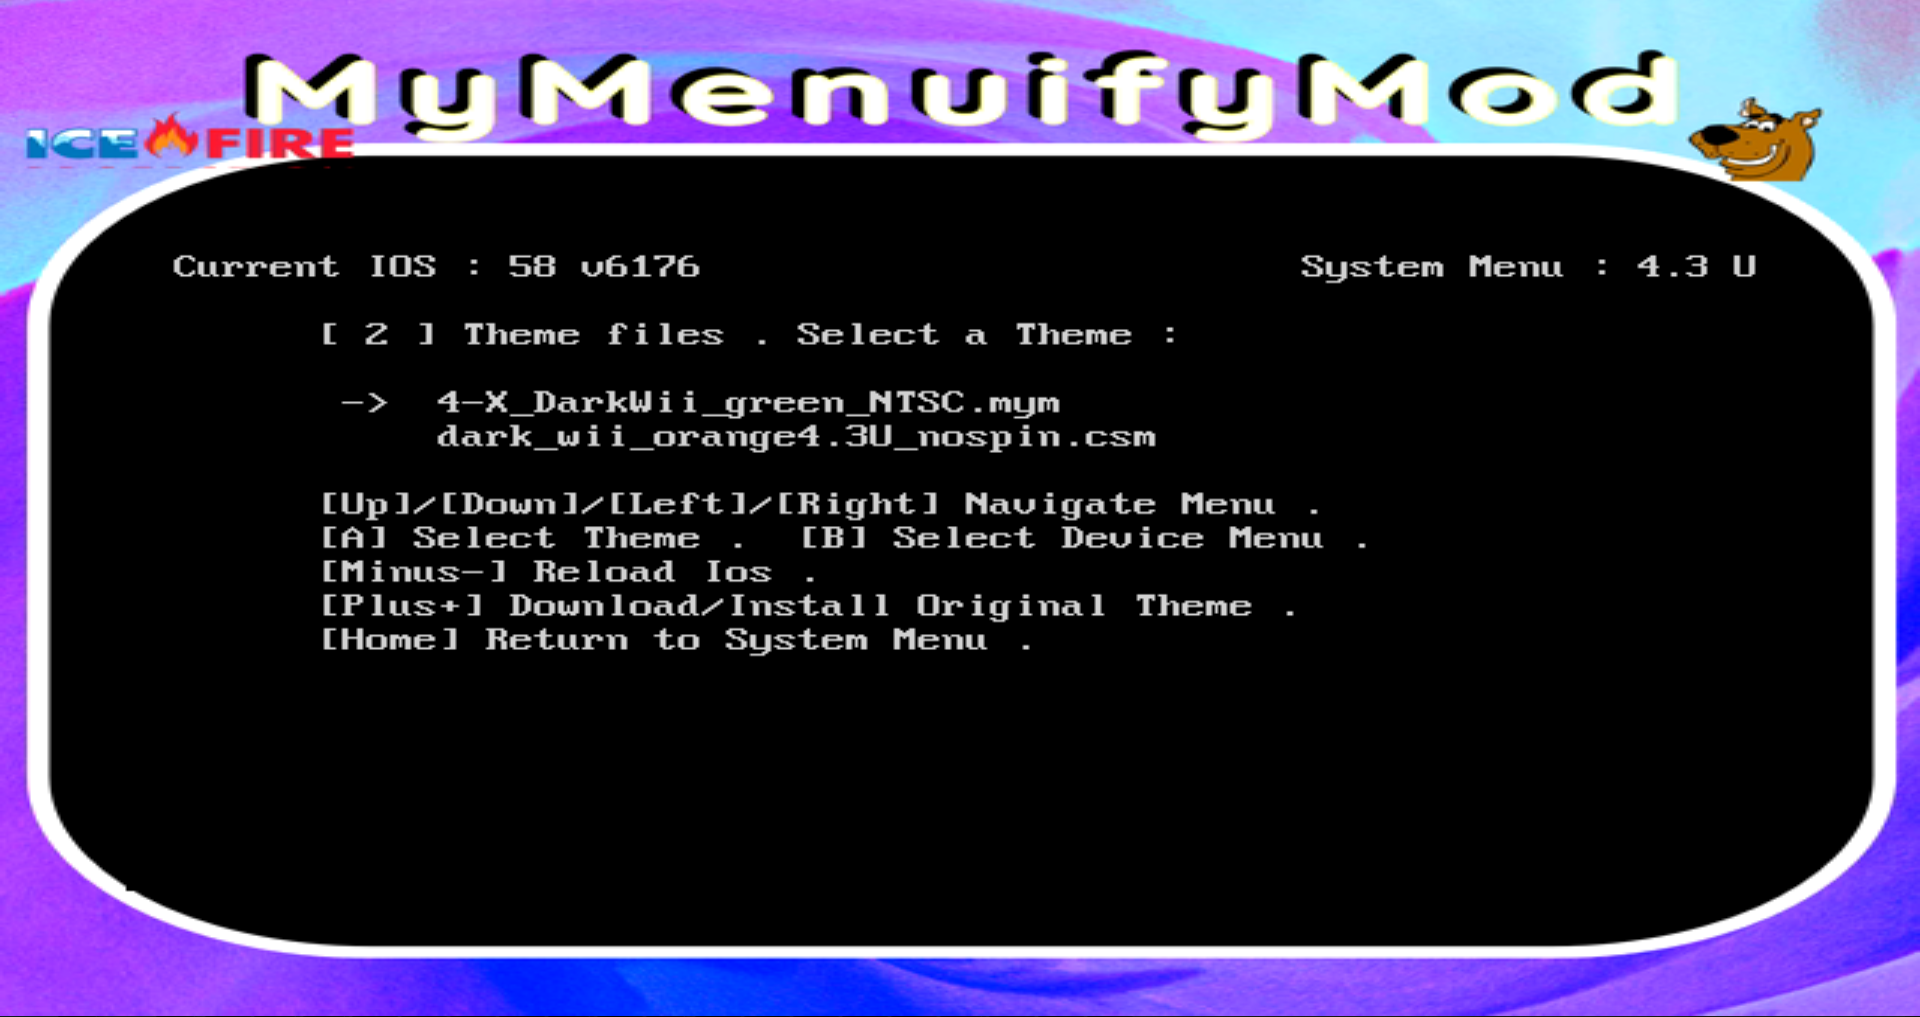 MyMenuifyMod
ICE FIRE
Current IOS : 58 v6176
System Menu : 4.3 U
[ 2 ] Theme files . Select a Theme :
-> 4-X_DarkWii_green_NTSC.mym
dark_wii_orange4.3U_nospin.csm
[Up]/[Down]/[Left]/[Right] Navigate Menu .
[A] Select Theme . [B] Select Device Menu .
[Minus-] Reload Ios .
[Plus+] Download/Install Original Theme .
[Home] Return to System Menu .